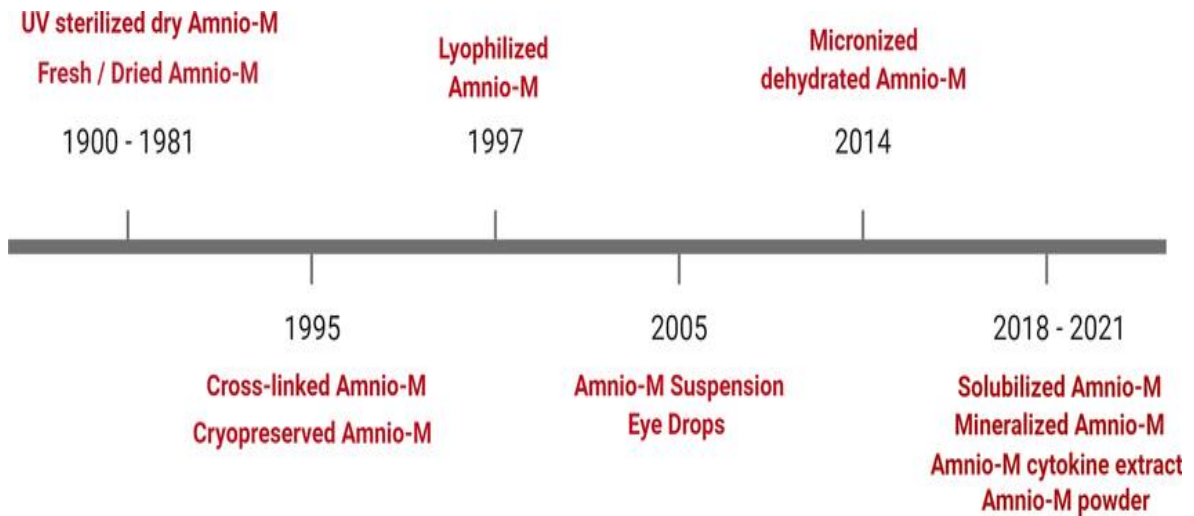 UV sterilized dry Amnio-M
Fresh / Dried Amnio-M
1900 - 1981
Lyophilized
Amnio-M
1997
Micronized
dehydrated Amnio-M
2014
1995
Cross-linked Amnio-M
Cryopreserved Amnio-M
2005
Amnio-M Suspension
Eye Drops
2018 - 2021
Solubilized Amnio-M
Mineralized Amnio-M
Amnio-M cytokine extract
Amnio-M powder